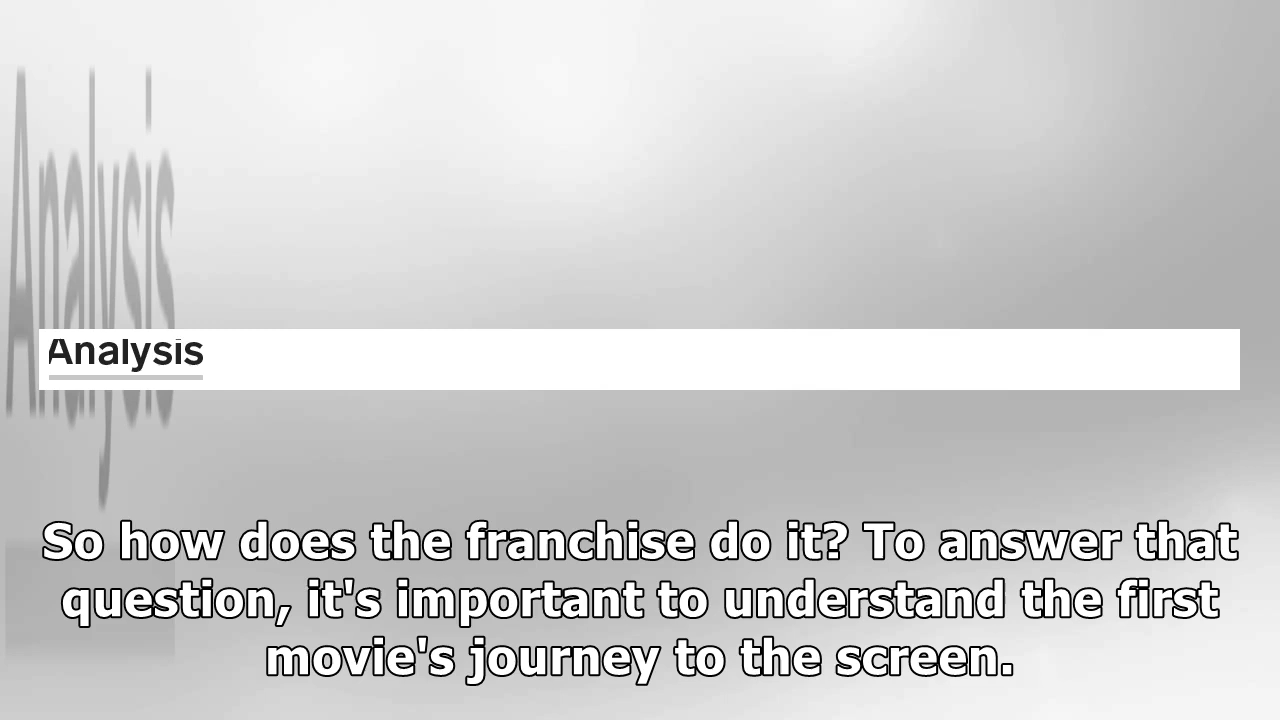 Analysis
Analysis
So how does the franchise do it? To answer that
question, it's important to understand the first
movie's journey to the screen.